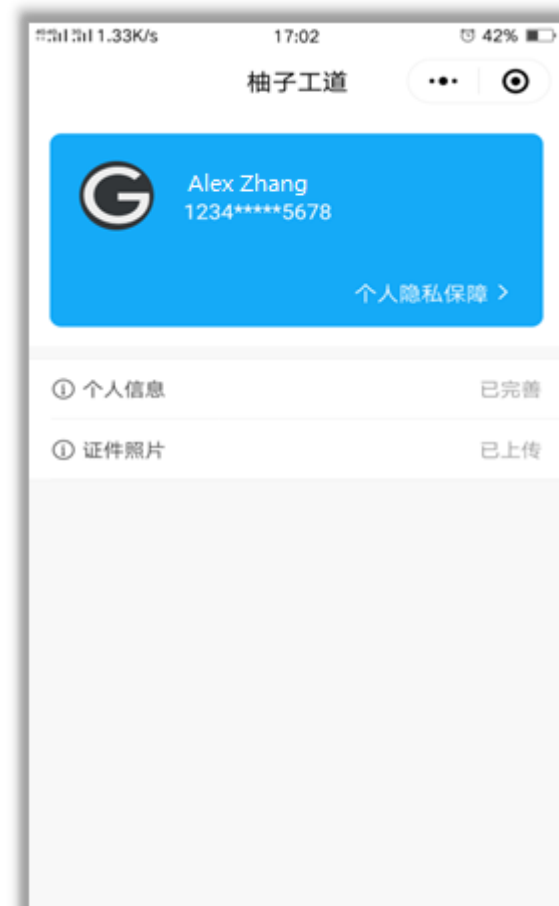 1.33K/s 17:02 42%
柚子工道
G
Alex Zhang
1234*****5678
个人隐私保障 >
个人信息 已完善
证件照片 已上传